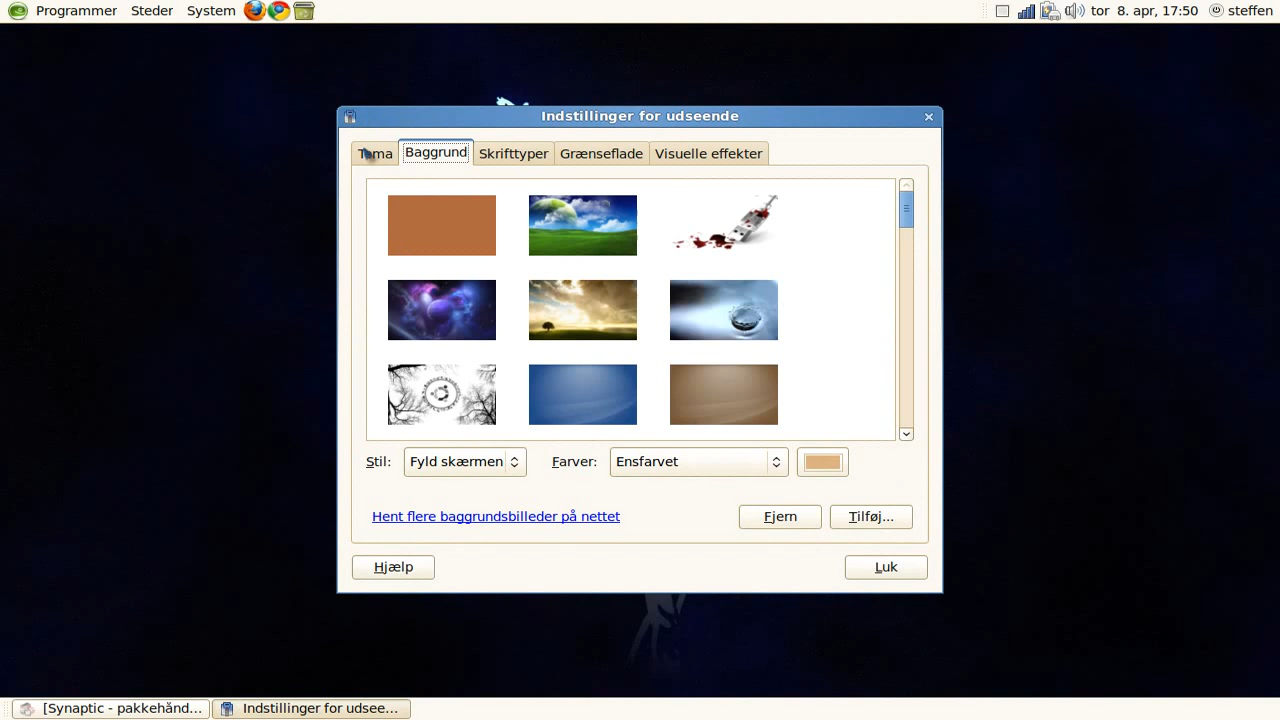 Programmer Steder System tor 8. apr, 17:50 steffen
Indstillinger for udseende
Tema Baggrund Skrifttyper Grænseflade Visuelle effekter
Stil: Fyld skærmen Farver: Ensfarvet
Hent flere baggrundsbilleder på nettet Fjern Tilføj...
Hjælp Luk
[Synaptic - pakkehånd... Indstillinger for udsee...